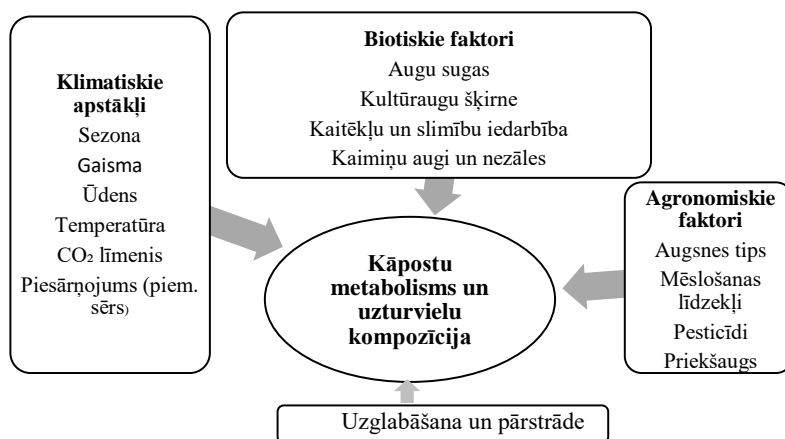 Klimatiskie
apstākļi
Sezona
Gaisma
Ūdens
Temperatūra
CO₂ līmenis
Piesārņojums (piem.
sērs)
Biotiskie faktori
Augu sugas
Kultūraugu šķirne
Kaitēkļu un slimību iedarbība
Kaimiņu augi un nezāles
Agronomiskie
faktori
Augsnes tips
Mēslošanas
līdzekļi
Pesticīdi
Priekšaugs
Kāpostu
metabolisms un
uzturvielu
kompozīcija
Uzglabāšana un pārstrāde